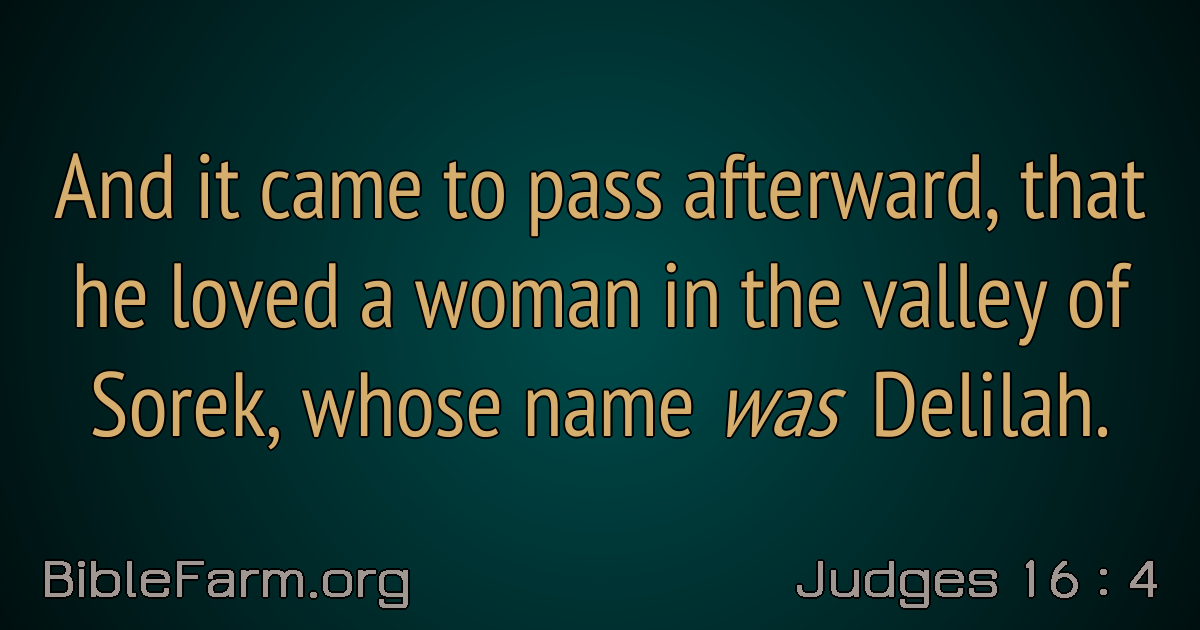 And it came to pass afterward, that
he loved a woman in the valley of
Sorek, whose name was Delilah.
BibleFarm.org
Judges 16 : 4